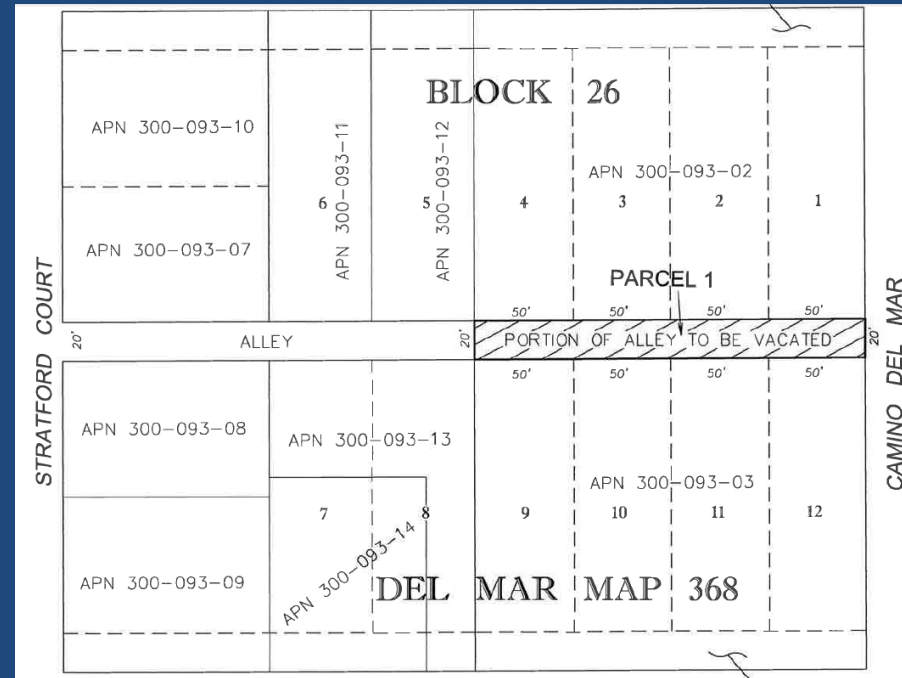 BLOCK 26
APN 300-093-10
APN 300-093-11
APN 300-093-12
APN 300-093-02
6
5
4
3
2
1
APN 300-093-07
PARCEL 1
50'
50'
50'
50'
STRATFORD COURT
20'
ALLEY
20'
PORTION OF ALLEY TO BE VACATED
20'
CAMINO DEL MAR
50'
50'
50'
50'
APN 300-093-08
APN 300-093-13
APN 300-093-03
7
8
9
10
11
12
APN 300-093-14
APN 300-093-09
DEL MAR MAP 368